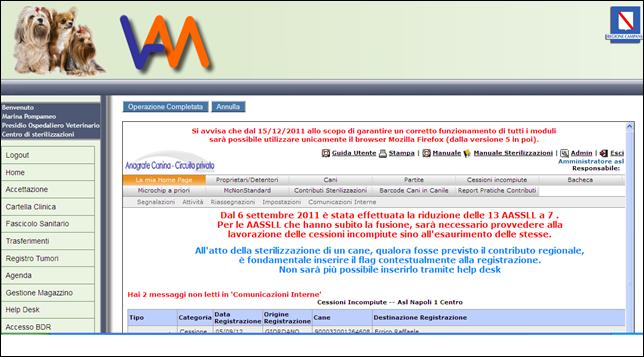 VAM
REGIONE CAMPANIA
Benvenuto
Marina Pompameo
Presidio Ospedaliero Veterinario
Centro di sterilizzazioni
Logout
Home
Accettazione
Cartella Clinica
Fascicolo Sanitario
Trasferimenti
Registro Tumori
Agenda
Gestione Magazzino
Help Desk
Accesso BDR
Operazione Completata Annulla
Si avvisa che dal 15/12/2011 allo scopo di garantire un corretto funzionamento di tutti i moduli
sarà possibile utilizzare unicamente il browser Mozilla Firefox (dalla versione 5 in poi).
Guida Utente Stampa | Manuale Manuale Sterilizzazioni | Admin | Esci
Anagrafe Canina - Circuito privato
Amministratore asl
Responsabile:
La mia Home Page Proprietari/Detentori Cani Partite Cessioni incompiute Bacheca
Microchip a priori McNonStandard Contributi Sterilizzazioni Barcode Cani in Canile Report Pratiche Contributi
Segnalazioni Attività Riassegnazioni Impostazioni Comunicazioni Interne
Dal 6 settembre 2011 è stata effettuata la riduzione delle 13 AASSLL a 7 .
Per le AASSLL che hanno subito la fusione, sarà necessario provvedere alla
lavorazione delle cessioni incompiute sino all'esaurimento delle stesse.
All'atto della sterilizzazione di un cane, qualora fosse previsto il contributo regionale,
è fondamentale inserire il flag contestualmente alla registrazione.
Non sarà più possibile inserirlo tramite help desk
Hai 2 messaggi non letti in 'Comunicazioni Interne'
Cessioni Incompiute -- Asl Napoli 1 Centro
Tipo Categoria Data Registrazione Origine Registrazione Cane Destinazione Registrazione
Cessione 05/09/12 GIORDANO 900032001264608 Errico Raffaele